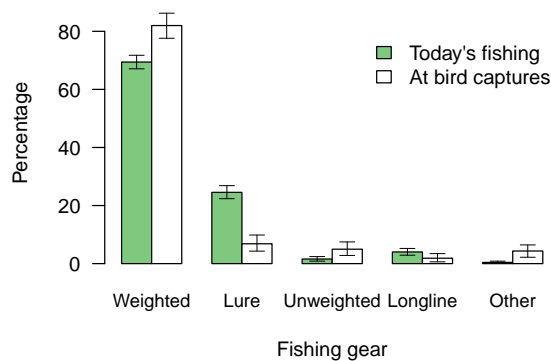 Percentage
80
60
40
20
0
Today's fishing
At bird captures
Weighted Lure Unweighted Longline Other
Fishing gear